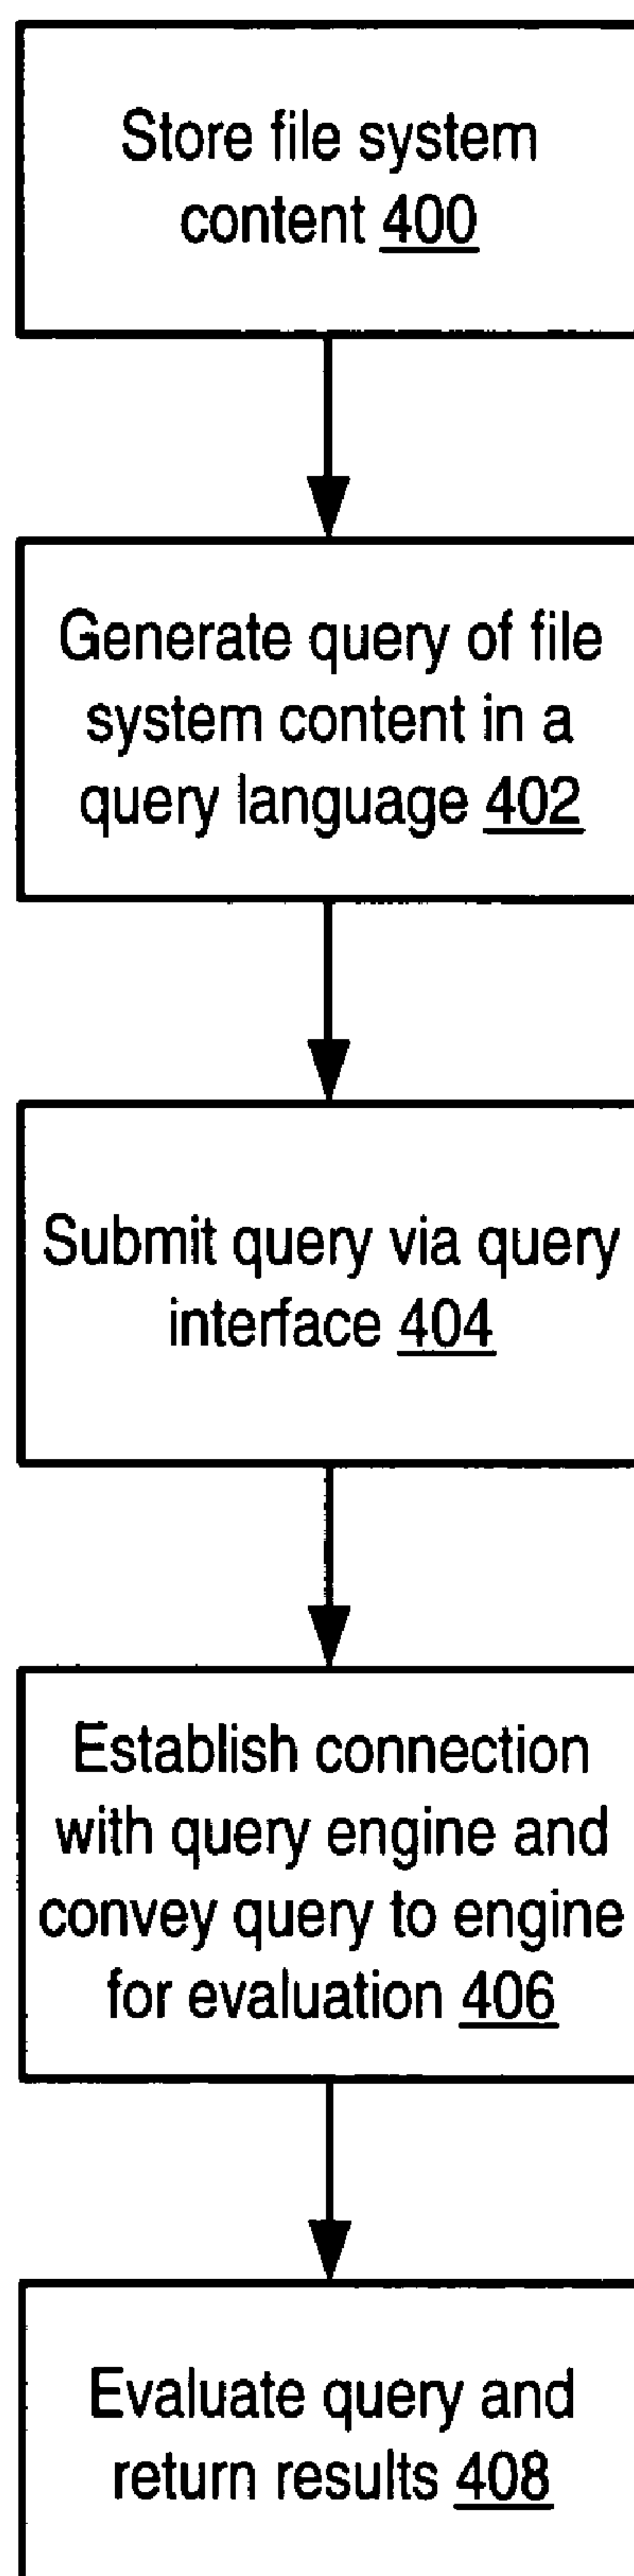 Store file system
content 400
Generate query of file
system content in a
query language 402
Submit query via query
interface 404
Establish connection
with query engine and
convey query to engine
for evaluation 406
Evaluate query and
return results 408